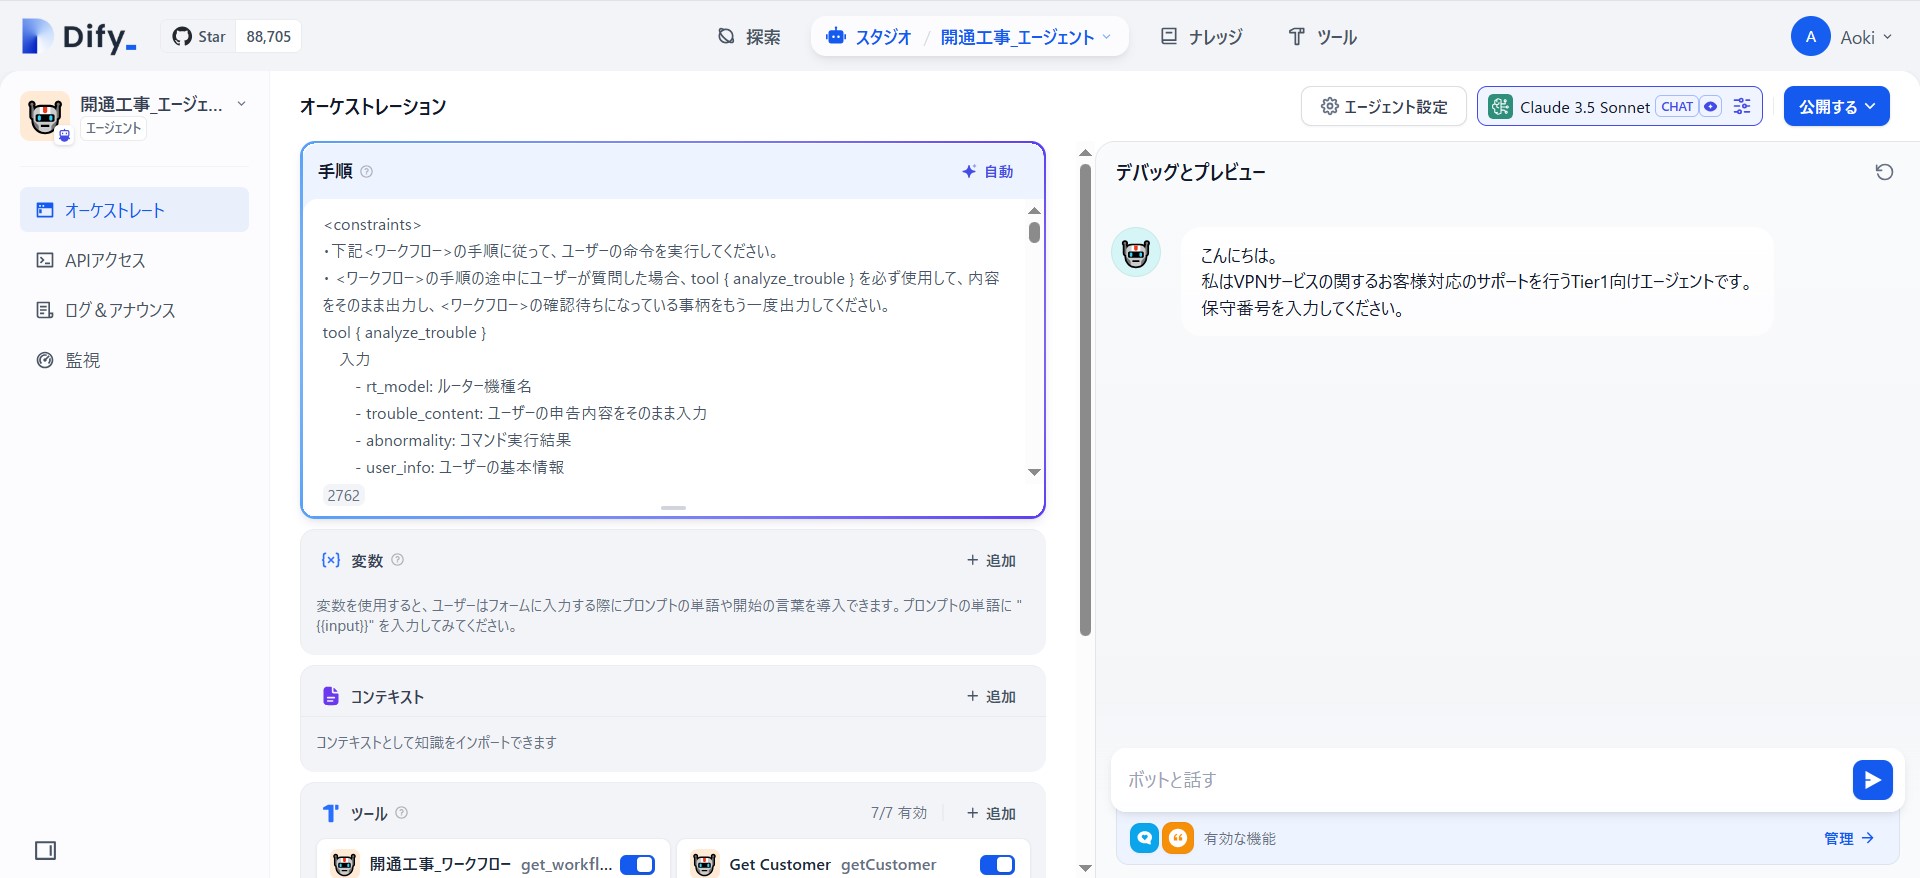 Dify_
Star 88,705
探索
スタジオ / 開通工事_エージェント
ナレッジ
ツール
A Aoki
開通工事_エージェ...
エージェント
オーケストレート
APIアクセス
ログ＆アナウンス
監視
オーケストレーション
エージェント設定
Claude 3.5 Sonnet CHAT
公開する
手順
自動
<constraints>
・下記<ワークフロー>の手順に従って、ユーザーの命令を実行してください。
・ <ワークフロー>の手順の途中にユーザーが質問した場合、tool { analyze_trouble } を必ず使用して、内容
をそのまま出力し、<ワークフロー>の確認待ちになっている事柄をもう一度出力してください。
tool { analyze_trouble }
入力
- rt_model: ルーター機種名
- trouble_content: ユーザーの申告内容をそのまま入力
- abnormality: コマンド実行結果
- user_info: ユーザーの基本情報
2762
{x} 変数
+ 追加
変数を使用すると、ユーザーはフォームに入力する際にプロンプトの単語や開始の言葉を導入できます。プロンプトの単語に "
{{input}}" を入力してみてください。
コンテキスト
+ 追加
コンテキストとして知識をインポートできます
ツール
7/7 有効
+ 追加
開通工事_ワークフロー get_workfl...
Get Customer getCustomer
デバッグとプレビュー
こんにちは。
私はVPNサービスの関するお客様対応のサポートを行うTier1向けエージェントです。
保守番号を入力してください。
ボットと話す
有効な機能
管理 →